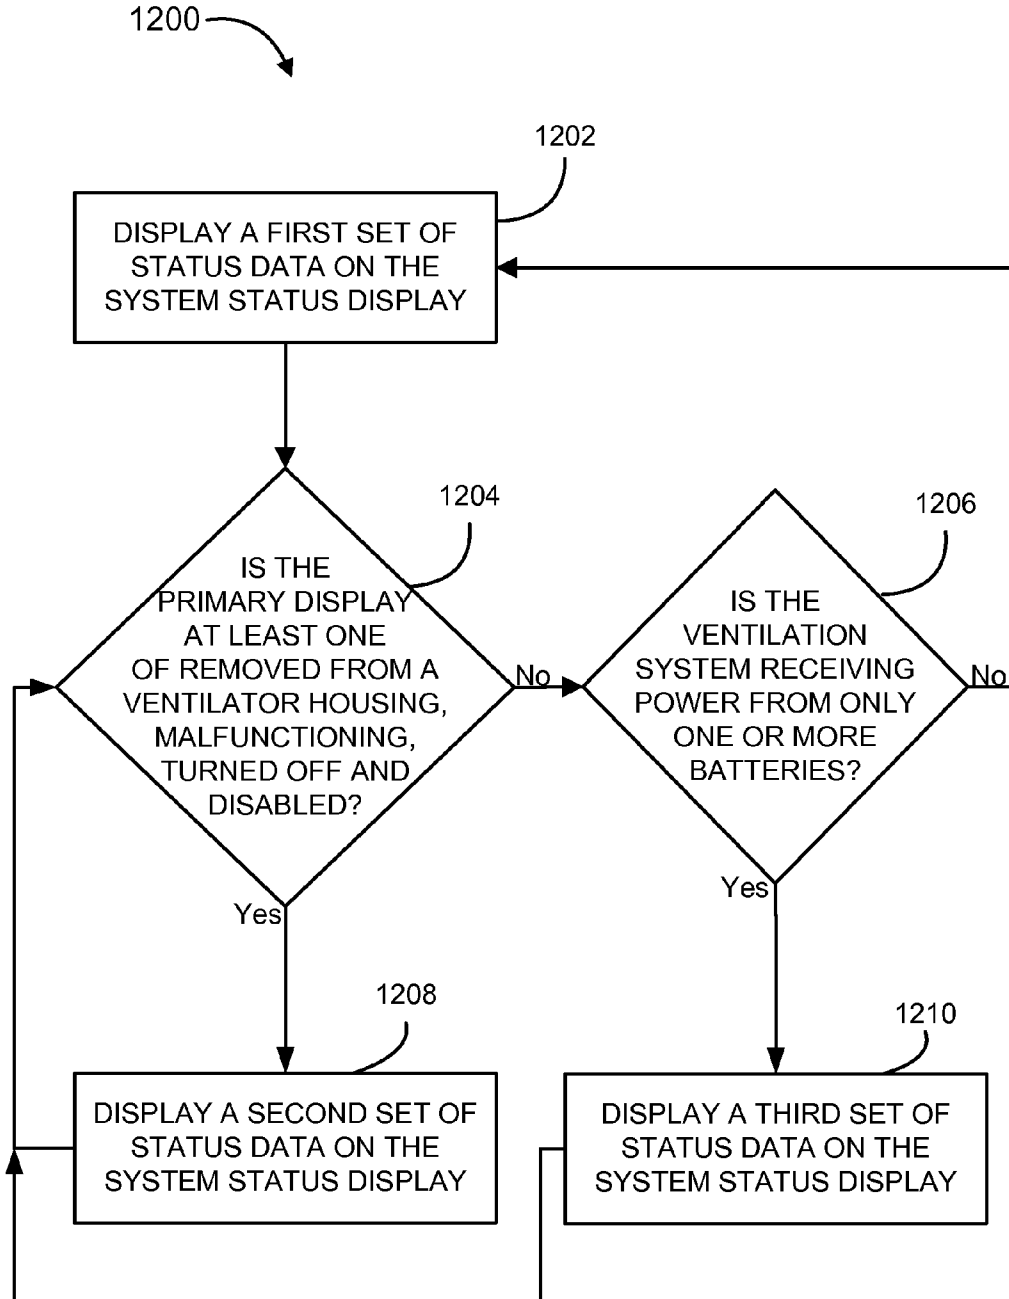 1200
1202
DISPLAY A FIRST SET OF
STATUS DATA ON THE
SYSTEM STATUS DISPLAY
1204
IS THE
PRIMARY DISPLAY
AT LEAST ONE
OF REMOVED FROM A
VENTILATOR HOUSING,
MALFUNCTIONING,
TURNED OFF AND
DISABLED?
No
Yes
1206
IS THE
VENTILATION
SYSTEM RECEIVING
POWER FROM ONLY
ONE OR MORE
BATTERIES?
No
Yes
1208
DISPLAY A SECOND SET OF
STATUS DATA ON THE
SYSTEM STATUS DISPLAY
1210
DISPLAY A THIRD SET OF
STATUS DATA ON THE
SYSTEM STATUS DISPLAY